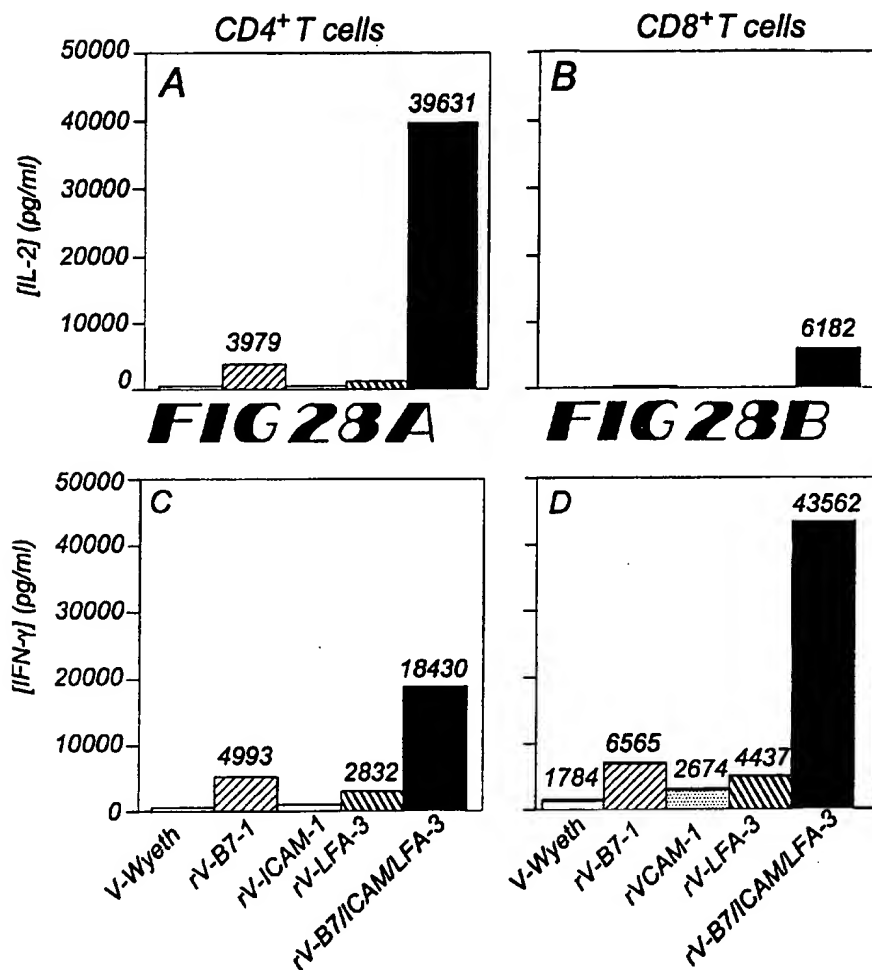 CD4+ T cells
CD8+ T cells
50000
40000
30000
20000
10000
0
[IL-2] (pg/ml)
A
3979
39631
B
6182
FIG 28A
FIG 28B
50000
40000
30000
20000
10000
0
[IFN-γ] (pg/ml)
C
4993
2832
18430
D
1784
6565
2674
4437
43562
V-Wyeth
rV-B7-1
rV-ICAM-1
rV-LFA-3
rV-B7/ICAM/LFA-3
V-Wyeth
rV-B7-1
rVCAM-1
rV-LFA-3
rV-B7/ICAM/LFA-3